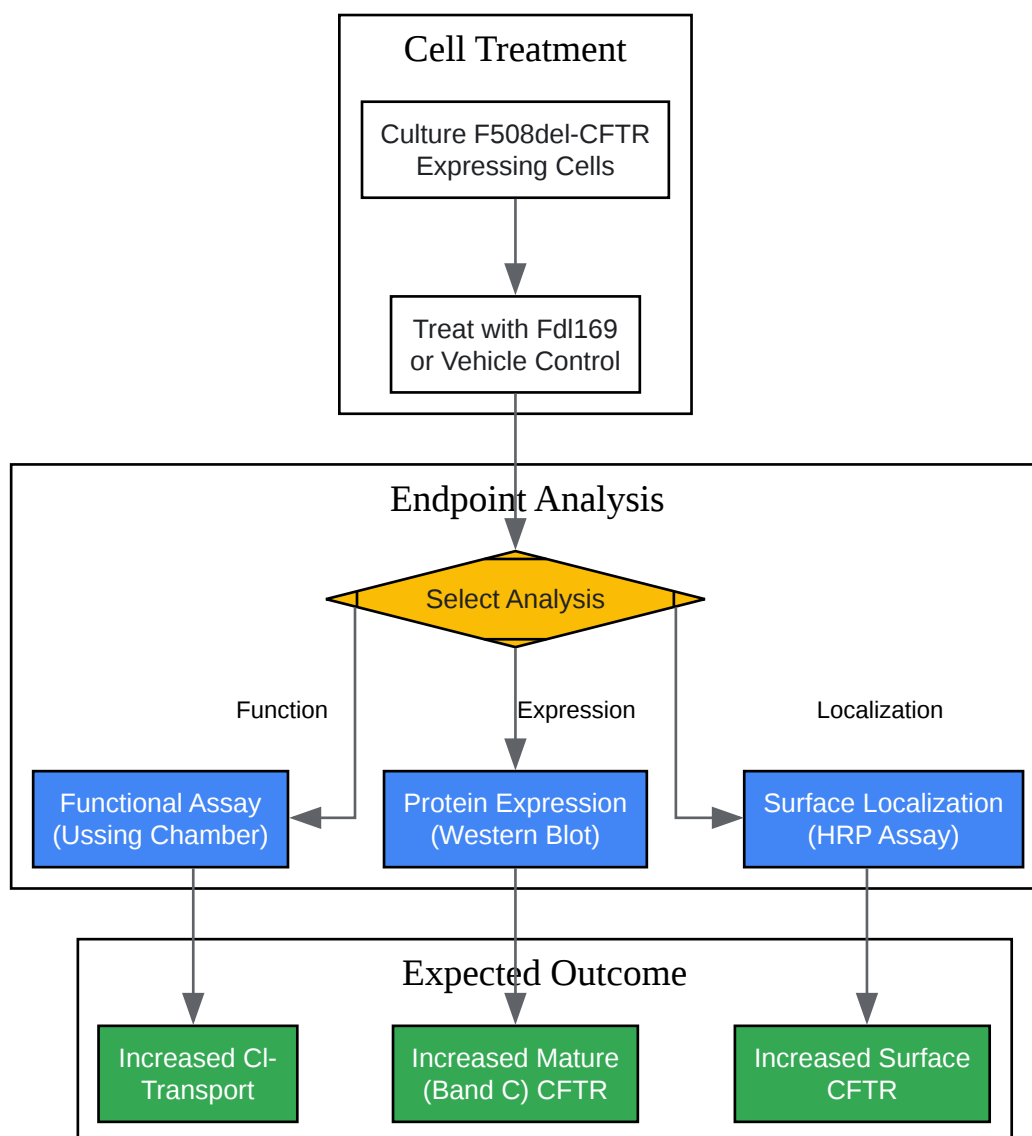 Cell Treatment
Culture F508del-CFTR
Expressing Cells
Treat with Fdl169
or Vehicle Control
Endpoint Analysis
Select Analysis
Function
Expression
Localization
Functional Assay
(Ussing Chamber)
Protein Expression
(Western Blot)
Surface Localization
(HRP Assay)
Expected Outcome
Increased Cl-
Transport
Increased Mature
(Band C) CFTR
Increased Surface
CFTR